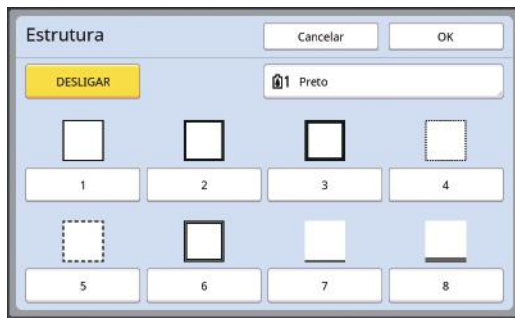 Estrutura
Cancelar
OK
DESLIGAR
1 Preto
1 2 3 4
5 6 7 8